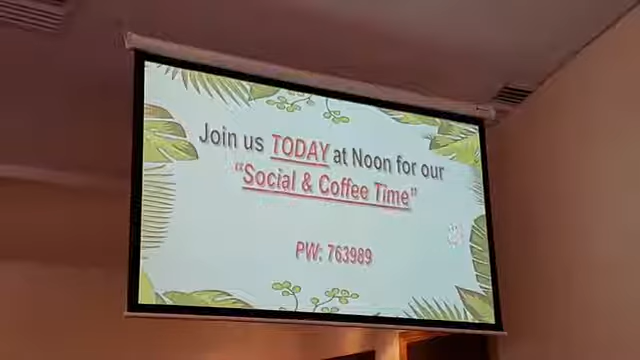 Join us TODAY at Noon for our
“Social & Coffee Time”
PW: 763989